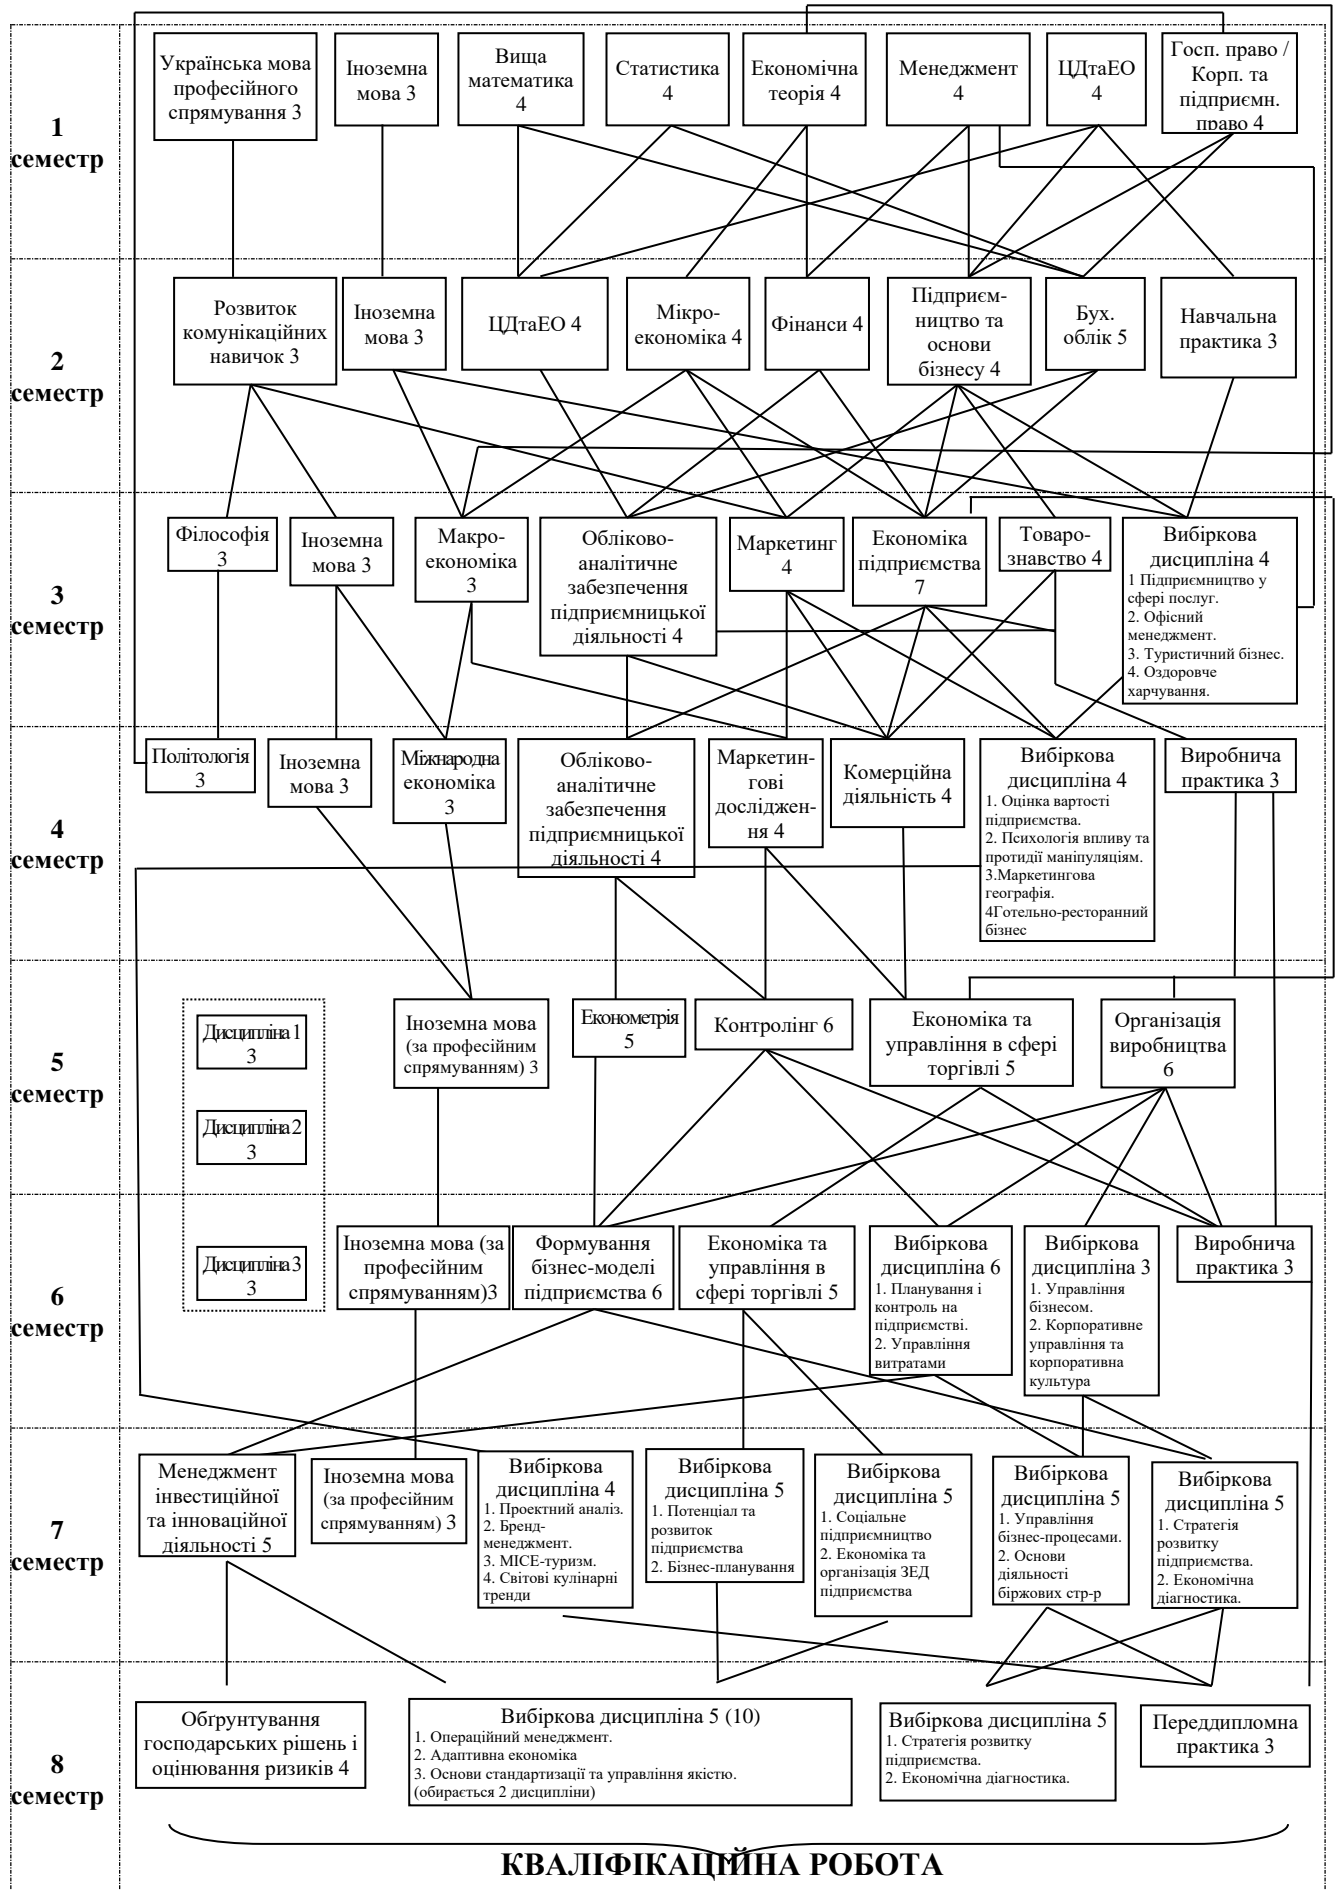 1
семестр
Українська мова
професійного
спрямування 3
Іноземна
мова 3
Вища
математика
4
Статистика
4
Економічна
теорія 4
Менеджмент
4
ЦДтаЕО
4
Госп. право /
Корп. та
підприємн.
право 4
2
семестр
Розвиток
комунікаційних
навичок 3
Іноземна
мова 3
ЦДтаЕО 4
Мікро-
економіка 4
Фінанси 4
Підприєм-
ництво та
основи
бізнесу 4
Бух.
облік 5
Навчальна
практика 3
3
семестр
Філософія
3
Іноземна
мова 3
Макро-
економіка
3
Обліково-
аналітичне
забезпечення
підприємницької
діяльності 4
Маркетинг
4
Економіка
підприємства
7
Товаро-
знавство 4
Вибіркова
дисципліна 4
1 Підприємництво у
сфері послуг.
2. Офісний
менеджмент.
3. Туристичний бізнес.
4. Оздоровче
харчування.
4
семестр
Політологія
3
Іноземна
мова 3
Міжнародна
економіка
3
Обліково-
аналітичне
забезпечення
підприємницької
діяльності 4
Маркетин-
гові
дослджен-
ня 4
Комерційна
діяльність 4
Вибіркова
дисципліна 4
1. Оцінка вартості
підприємства.
2. Психологія впливу та
протидії маніпуляціям.
3.Маркетингова
географія.
4Готельно-ресторанний
бізнес
Виробнича
практика 3
5
семестр
Дисципліна 1
3
Дисципліна 2
3
Іноземна мова
(за професійним
спрямуванням) 3
Економетрія
5
Контролінг 6
Економіка та
управління в сфері
торгівлі 5
Організація
виробництва
6
6
семестр
Дисципліна 3
3
Іноземна мова (за
професійним
спрямуванням)3
Формування
бізнес-моделі
підприємства 6
Економіка та
управління в
сфері торгівлі 5
Вибіркова
дисципліна 6
1. Планування і
контроль на
підприємстві.
2. Управління
витратами
Вибіркова
дисципліна 3
1. Управління
бізнесом.
2. Корпоративне
управління та
корпоративна
культура
Виробнича
практика 3
7
семестр
Менеджмент
інвестиційної
та інноваційної
діяльності 5
Іноземна мова
(за професійним
спрямуванням) 3
Вибіркова
дисципліна 4
1. Проектний аналіз.
2. Бренд-
менеджмент.
3. МІСЕ-туризм.
4. Світові кулінарні
тренди
Вибіркова
дисципліна 5
1. Потенціал та
розвиток
підприємства
2. Бізнес-планування
Вибіркова
дисципліна 5
1. Соціальне
підприємництво
2. Економіка та
організація ЗЕД
підприємства
Вибіркова
дисципліна 5
1. Управління
бізнес-процесами.
2. Основи
діяльності
біржових стр-р
Вибіркова
дисципліна 5
1. Стратегія
розвитку
підприємства.
2. Економічна
діагностика.
8
семестр
Обґрунтування
господарських рішень і
оцінювання ризиків 4
Вибіркова дисципліна 5 (10)
1. Операційний менеджмент.
2. Адаптивна економіка
3. Основи стандартизації та управління якістю.
(обирається 2 дисципліни)
Вибіркова дисципліна 5
1. Стратегія розвитку
підприємства.
2. Економічна діагностика.
Переддипломна
практика 3
КВАЛІФІКАЦІЙНА РОБОТА